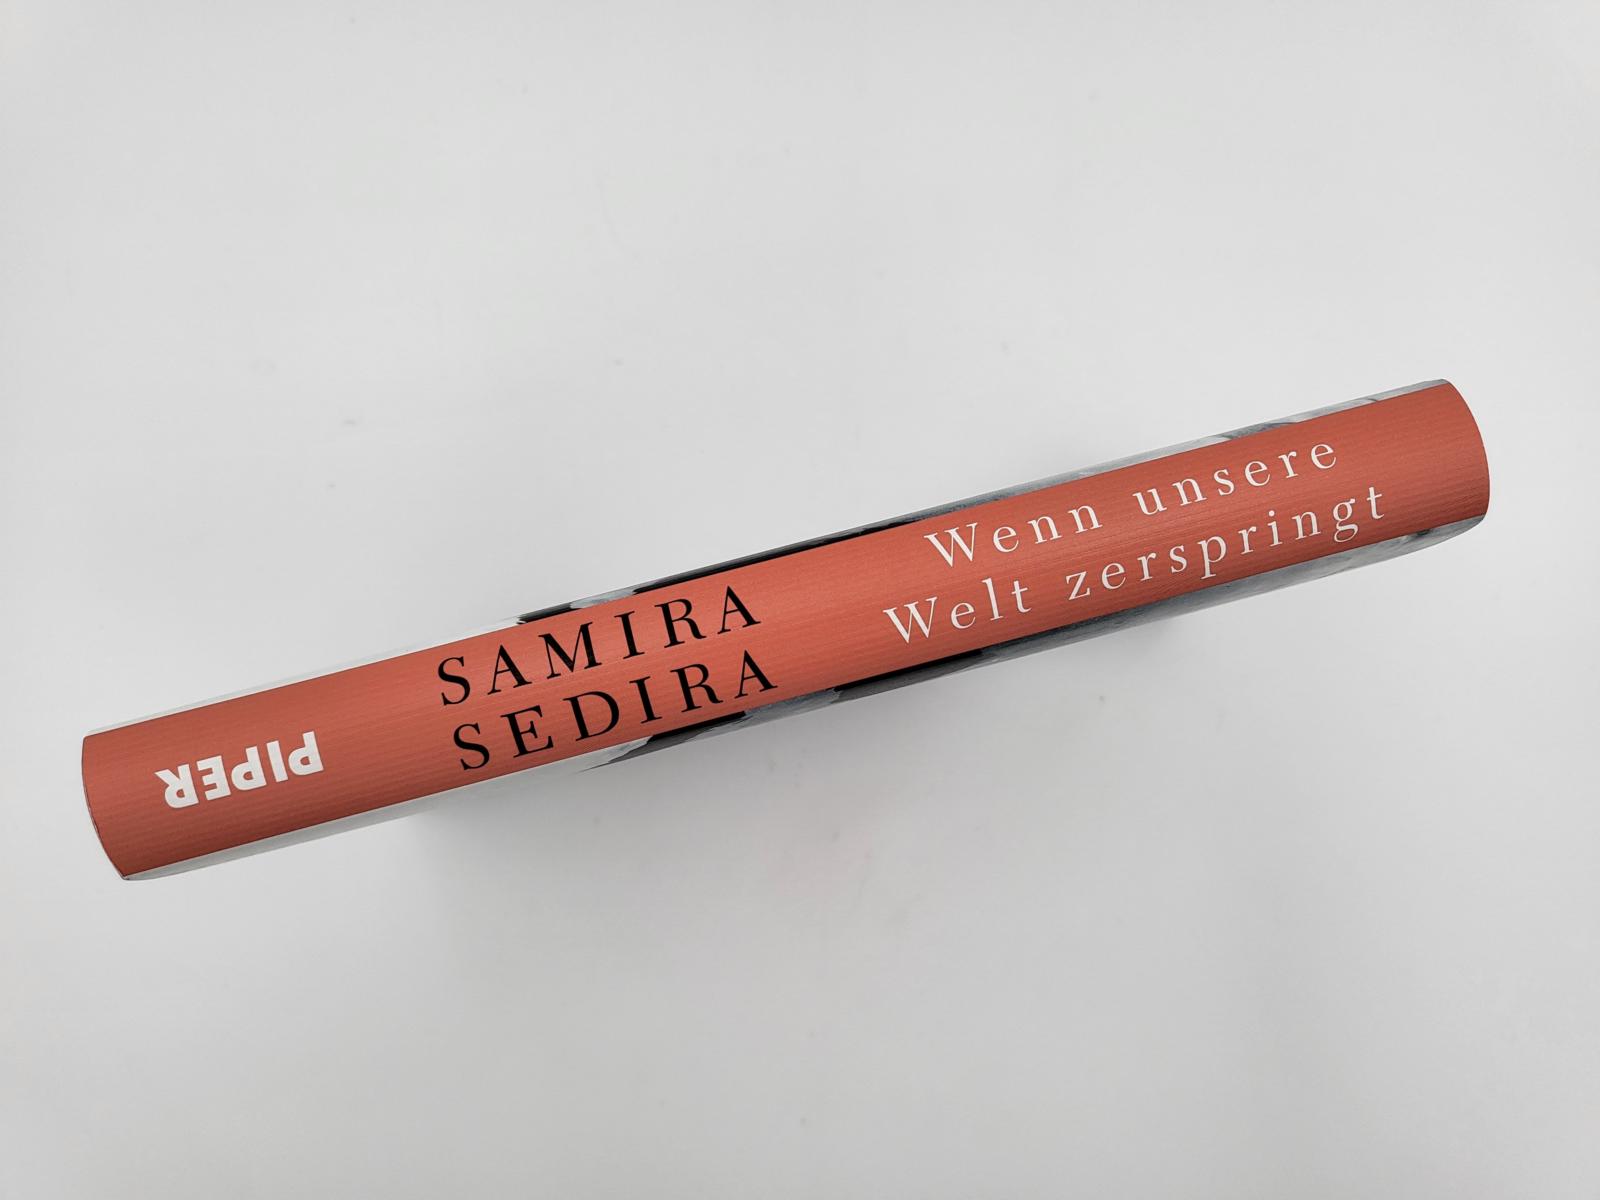 PIPER
SAMIRA
SEDIRA
Wenn unsere
Welt zerspringt